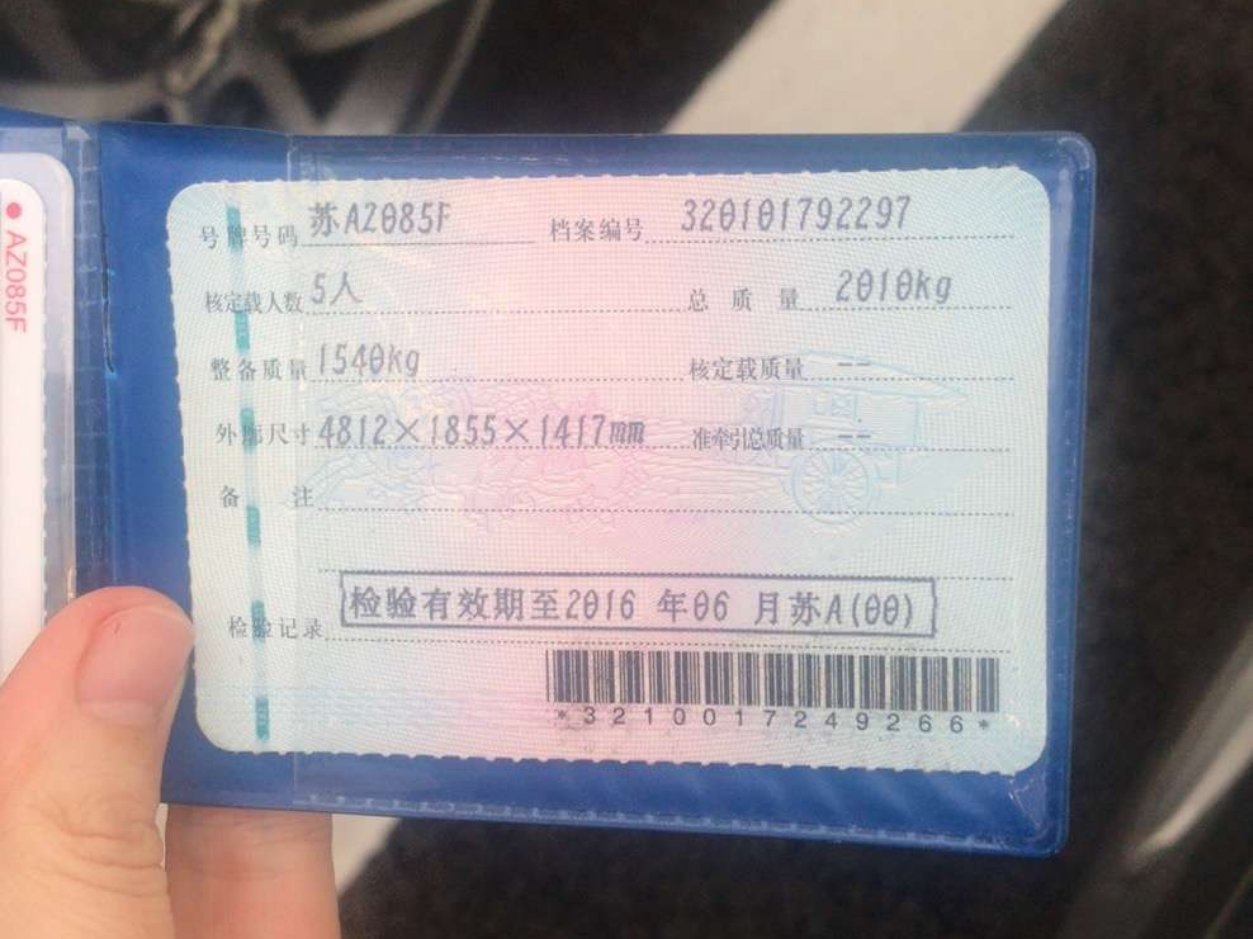 AZ085F
号牌号码 苏AZ085F 档案编号 320101792297
核定载人数 5人 总质量 2010kg
整备质量 1540kg 核定载质量 --
外廓尺寸 4812×1855×1417mm 准牵引总质量 --
备注
检验记录 检验有效期至2016 年06 月苏A(00)
*3210017249266*